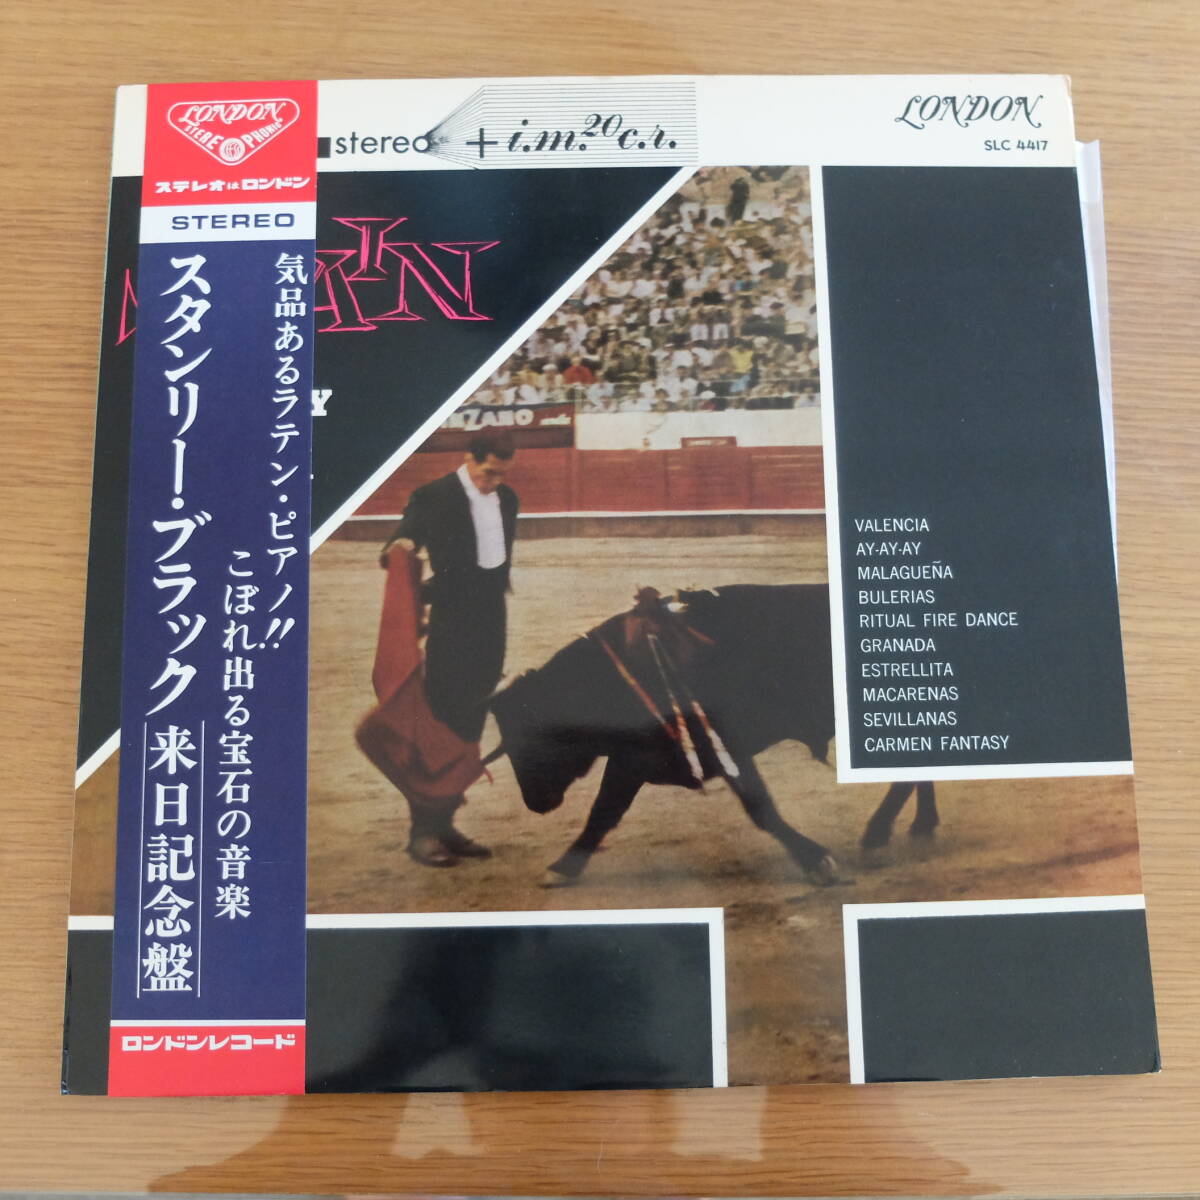 LONDON
STEREO PHONIC
ffss
ステレオはロンドン
STEREO
気品あるラテン・ピアノ!!
こぼれ出る宝石の音楽
スタンリー・ブラック
来日記念盤
ロンドンレコード
stereo + i.m.20c.r.
LONDON
SLC 4417
AIN
Y
VALENCIA
AY-AY-AY
MALAGUEÑA
BULERIAS
RITUAL FIRE DANCE
GRANADA
ESTRELLITA
MACARENAS
SEVILLANAS
CARMEN FANTASY